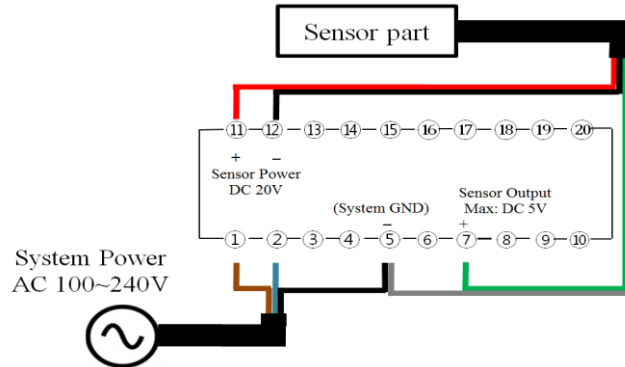 Sensor part
11 12 13 14 15 16 17 18 19 20
+ −
Sensor Power
DC 20V
(System GND)
−
Sensor Output
Max: DC 5V
+
1 2 3 4 5 6 7 8 9 10
System Power
AC 100~240V